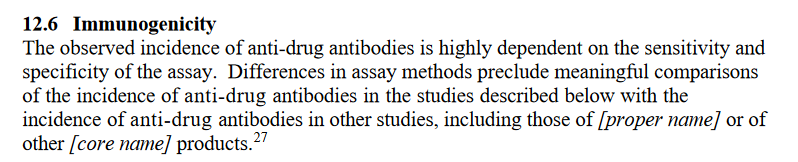 12.6 Immunogenicity
The observed incidence of anti-drug antibodies is highly dependent on the sensitivity and
specificity of the assay. Differences in assay methods preclude meaningful comparisons
of the incidence of anti-drug antibodies in the studies described below with the
incidence of anti-drug antibodies in other studies, including those of [proper name] or of
other [core name] products.27